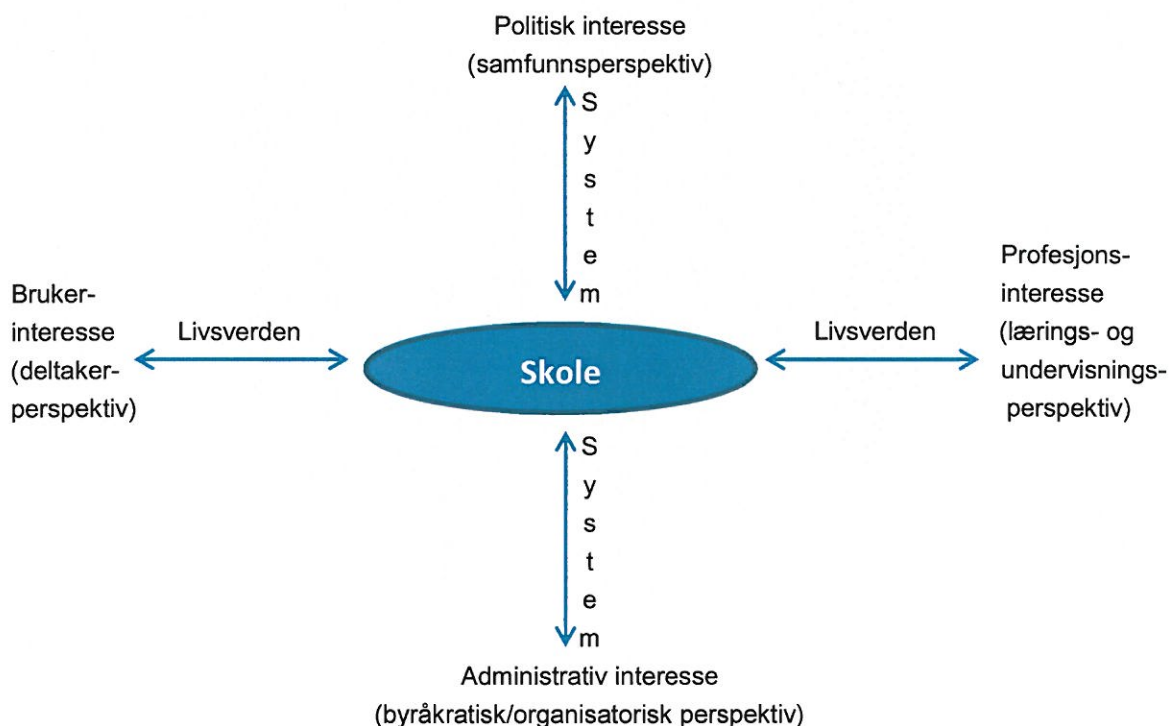 Politisk interesse
(samfunnsperspektiv)
S
y
s
t
e
m
Bruker-
interesse
(deltaker-
perspektiv)
Livsverden
Skole
Livsverden
Profesjons-
interesse
(lærings- og
undervisnings-
perspektiv)
S
y
s
t
e
m
Administrativ interesse
(byråkratisk/organisatorisk perspektiv)